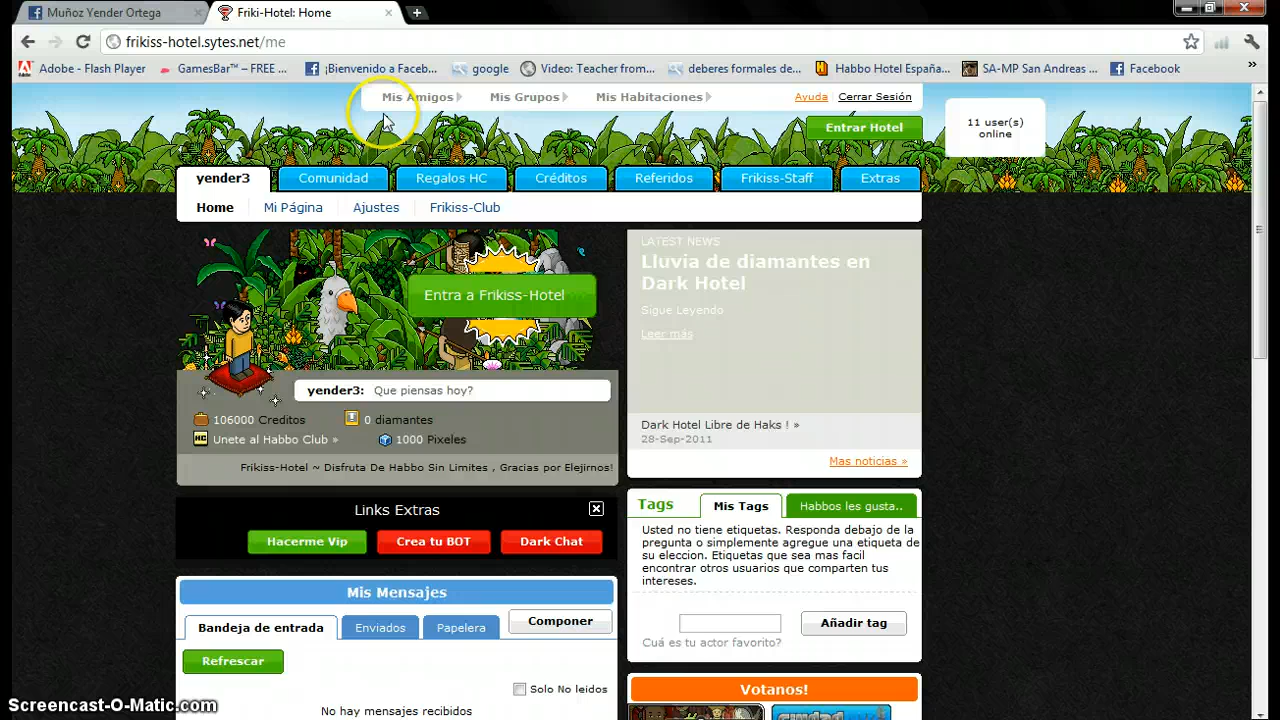 Muñoz Yender Ortega
Friki-Hotel: Home
frikiss-hotel.sytes.net/me
Adobe - Flash Player
GamesBar™ – FREE ...
¡Bienvenido a Faceb...
google
Video: Teacher from...
deberes formales de...
Habbo Hotel España...
SA-MP San Andreas ...
Facebook
»
Mis Amigos
Mis Grupos
Mis Habitaciones
Ayuda
Cerrar Sesión
Entrar Hotel
11 user(s)
online
yender3
Comunidad
Regalos HC
Créditos
Referidos
Frikiss-Staff
Extras
Home
Mi Página
Ajustes
Frikiss-Club
Entra a Frikiss-Hotel
yender3: Que piensas hoy?
106000 Creditos
0 diamantes
HC Unete al Habbo Club »
1000 Pixeles
Frikiss-Hotel ~ Disfruta De Habbo Sin Limites , Gracias por Elejirnos!
LATEST NEWS
Lluvia de diamantes en
Dark Hotel
Sigue Leyendo
Leer más
Dark Hotel Libre de Haks ! »
28-Sep-2011
Mas noticias »
Links Extras
Hacerme Vip
Crea tu BOT
Dark Chat
Tags
Mis Tags
Habbos les gusta..
Usted no tiene etiquetas. Responda debajo de la
pregunta o simplemente agregue una etiqueta de
su eleccion. Etiquetas que sea mas facil
encontrar otros usuarios que comparten tus
intereses.
Añadir tag
Cuá es tu actor favorito?
Mis Mensajes
Bandeja de entrada
Enviados
Papelera
Componer
Refrescar
Solo No leidos
No hay mensajes recibidos
Votanos!
Screencast-O-Matic.com